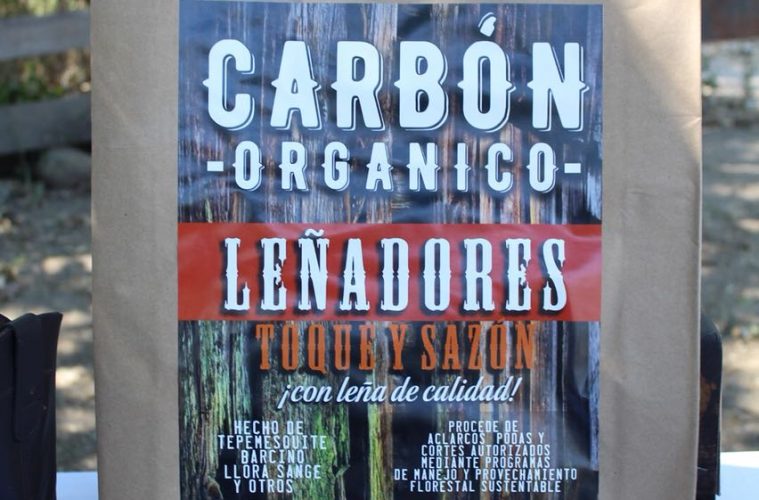 CARBÓN
-ORGANICO-
LEÑADORES
TOQUE Y SAZÓN
¡con leña de calidad!
HECHO DE
TEPEMESQUITE
BARCINO
LLORA SANGE
Y OTROS
PROCEDE DE
ACLARCOS PODAS Y
CORTES AUTORIZADOS
MEDIANTE PROGRAMAS
DE MANEJO Y PROVECHAMIENTO
FLORESTAL SUSTENTABLE